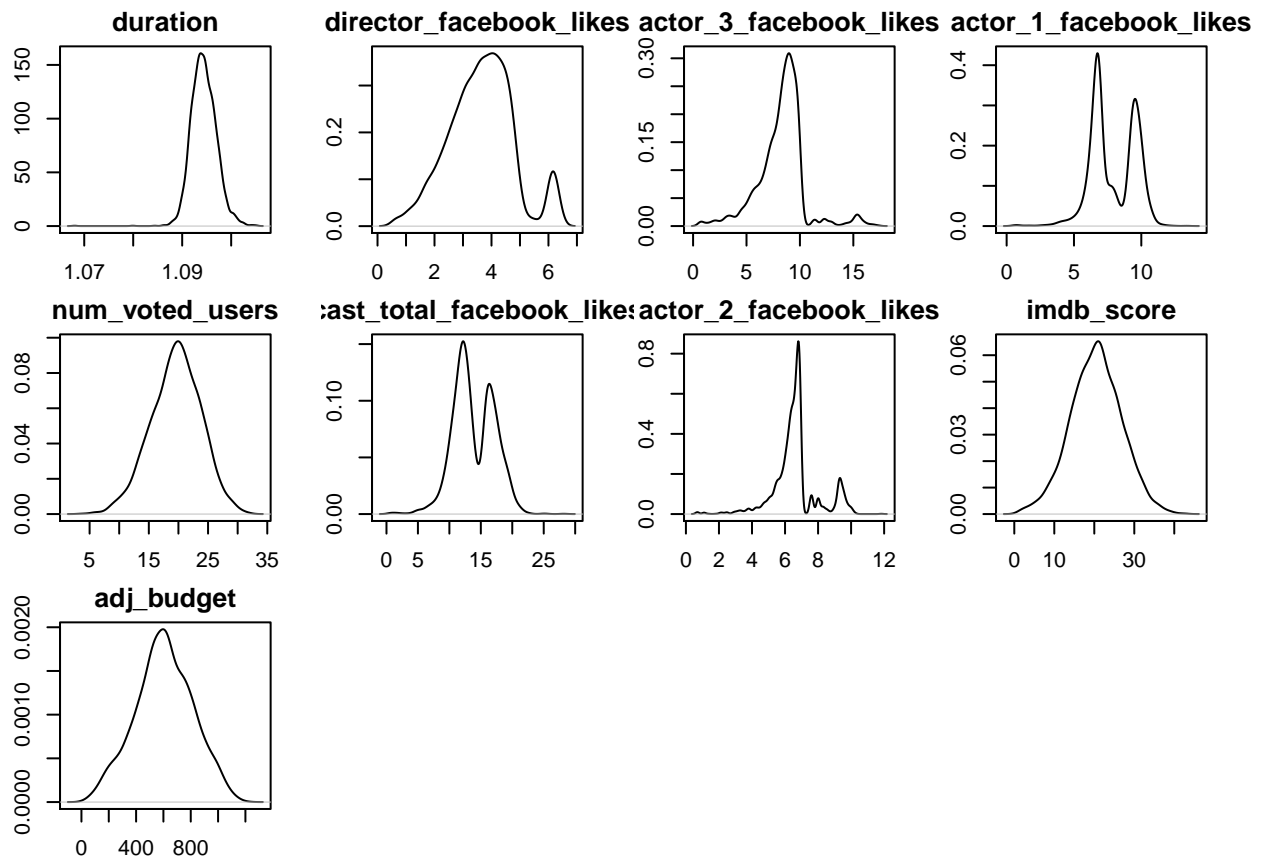 duration
director_facebook_likes
actor_3_facebook_likes
actor_1_facebook_likes
0 50 100 150
1.07 1.09
0.0 0.2
0 2 4 6
0.00 0.15 0.30
0 5 10 15
0.0 0.2 0.4
0 5 10
num_voted_users
cast_total_facebook_likes
actor_2_facebook_likes
imdb_score
0.00 0.04 0.08
5 15 25 35
0.00 0.10
0 5 15 25
0.0 0.4 0.8
0 2 4 6 8 12
0.00 0.03 0.06
0 10 30
adj_budget
0.0000 0.0010 0.0020
0 400 800